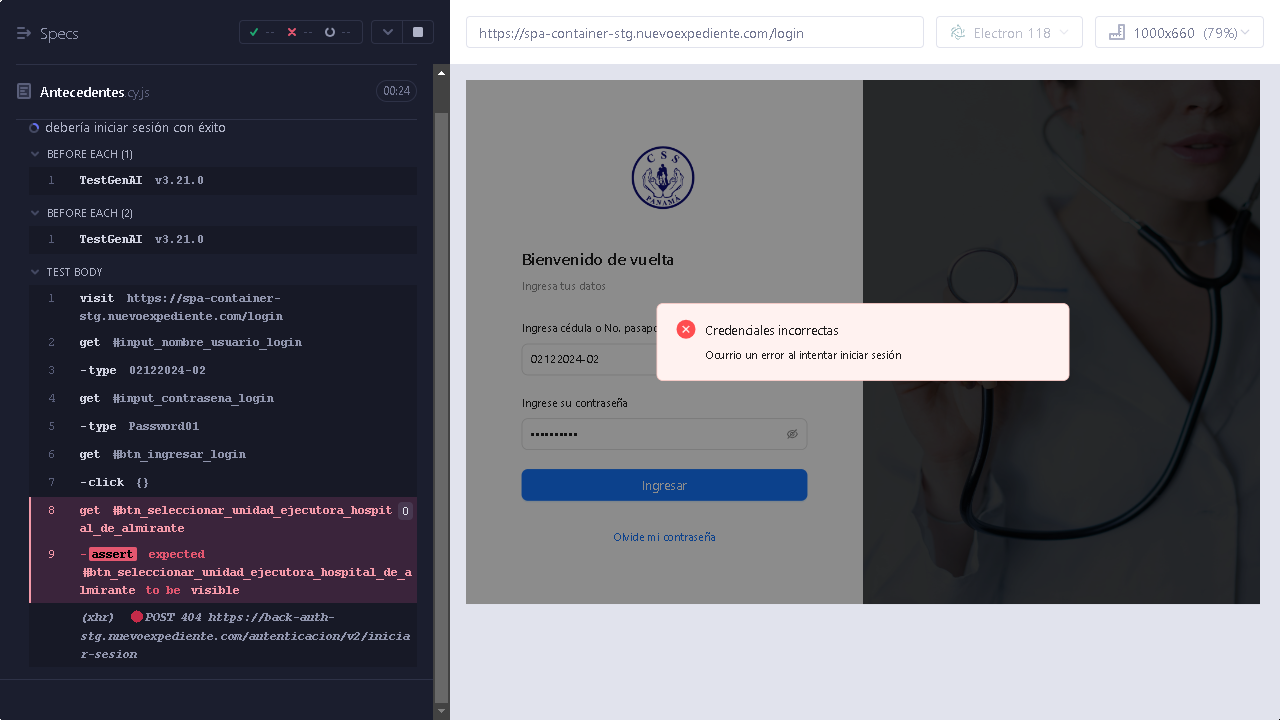 Specs
--
--
--
Antecedentes cy.js
00:24
debería iniciar sesión con éxito
BEFORE EACH (1)
1 TestGenAI v3.21.0
BEFORE EACH (2)
1 TestGenAI v3.21.0
TEST BODY
1 visit https://spa-container-
stg.nuevoexpediente.com/login
2 get #input_nombre_usuario_login
3 -type 02122024-02
4 get #input_contrasena_login
5 -type Password01
6 get #btn_ingresar_login
7 -click {}
8 get #btn_seleccionar_unidad_ejecutora_hospit 0
al_de_almirante
9 -assert expected
#btn_seleccionar_unidad_ejecutora_hospital_de_a
lmirante to be visible
(xhr) POST 404 https://back-auth-
stg.nuevoexpediente.com/autenticacion/v2/inicia
r-sesion
https://spa-container-stg.nuevoexpediente.com/login
Electron 118
1000x660 (79%)
CSS
PANAMÁ
Bienvenido de vuelta
Ingresa tus datos
Ingresa cédula o No. pasapo
02122024-02
Credenciales incorrectas
Ocurrio un error al intentar iniciar sesión
Ingrese su contraseña
••••••••••
Ingresar
Olvide mi contraseña